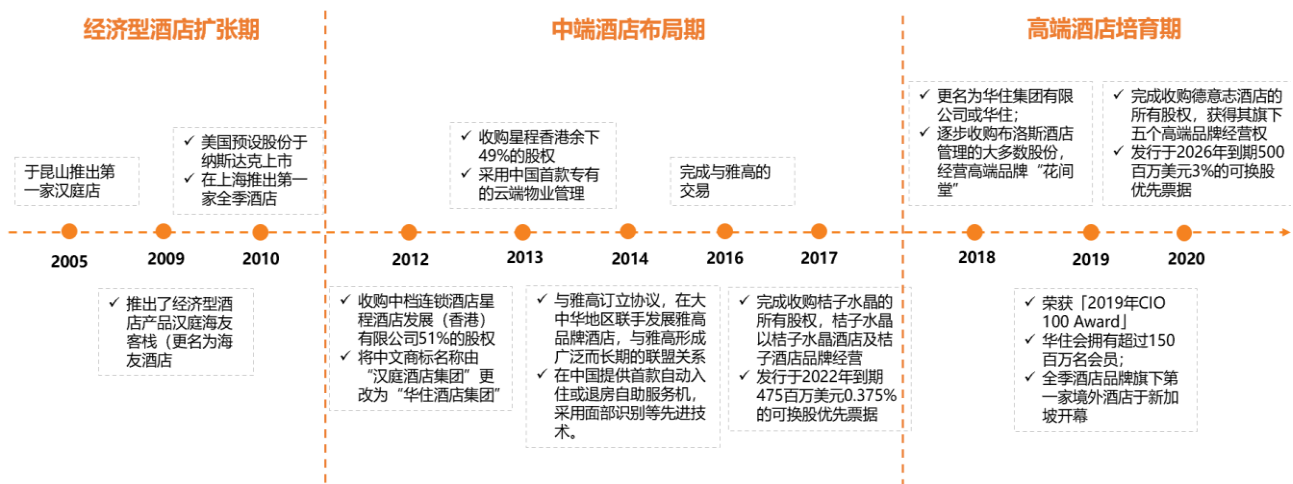 经济型酒店扩张期
中端酒店布局期
高端酒店培育期
于昆山推出第
一家汉庭店
✓ 美国预设股份于
纳斯达克上市
✓ 在上海推出第一
家全季酒店
✓ 收购星程香港余下
49%的股权
✓ 采用中国首款专有
的云端物业管理
完成与雅高的
交易
✓ 更名为华住集团有限
公司或华住；
✓ 逐步收购布洛斯酒店
管理的大多数股份，
经营高端品牌“花间
堂”
✓ 完成收购德意志酒店的
所有股权，获得其旗下
五个高端品牌经营权
✓ 发行于2026年到期500
百万美元3%的可换股
优先票据
2005
2009
2010
2012
2013
2014
2016
2017
2018
2019
2020
✓ 推出了经济型酒
店产品汉庭海友
客栈（更名为海
友酒店
✓ 收购中档连锁酒店星
程酒店发展（香港）
有限公司51%的股权
✓ 将中文商标名称由
“汉庭酒店集团”更
改为“华住酒店集团”
✓ 与雅高订立协议，在大
中华地区联手发展雅高
品牌酒店，与雅高形成
广泛而长期的联盟关系
✓ 在中国提供首款自动入
住或退房自助服务机，
采用面部识别等先进技
术。
✓ 完成收购桔子水晶的
所有股权，桔子水晶
以桔子水晶酒店及桔
子酒店品牌经营
✓ 发行于2022年到期
475百万美元0.375%
的可换股优先票据
✓ 荣获「2019年CIO
100 Award」
✓ 华住会拥有超过150
百万名会员；
✓ 全季酒店品牌旗下第
一家境外酒店于新加
坡开幕